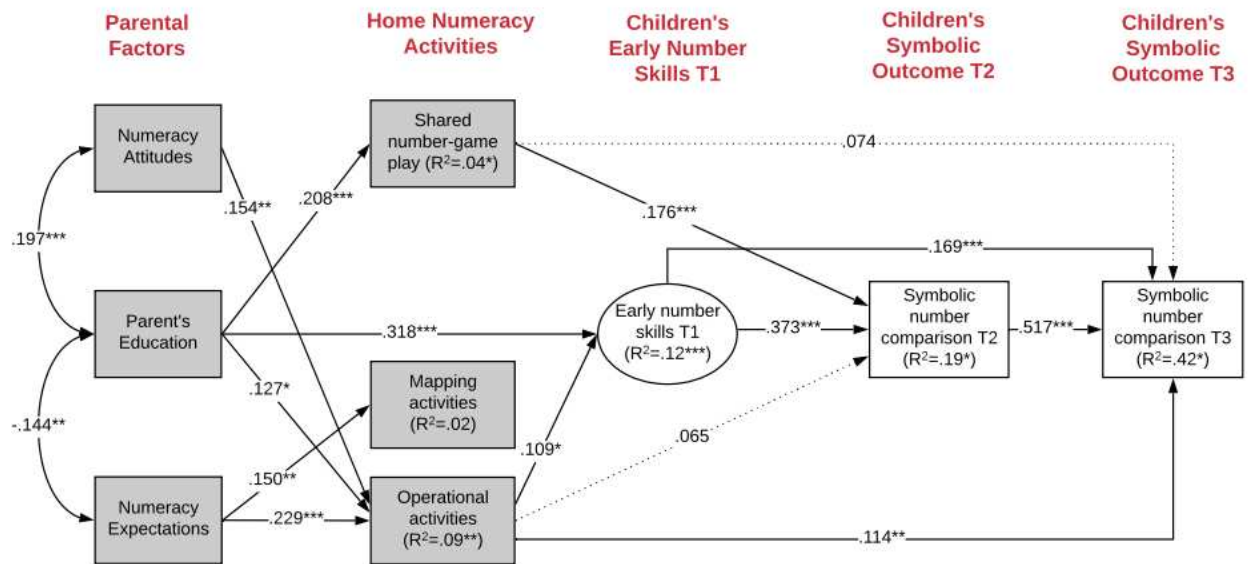 Parental
Factors
Home Numeracy
Activities
Children's
Early Number
Skills T1
Children's
Symbolic
Outcome T2
Children's
Symbolic
Outcome T3
Numeracy
Attitudes
Shared
number-game
play (R²=.04*)
.074
.154**
.208***
.176***
.197***
.169***
Parent's
Education
.318***
Early number
skills T1
(R²=.12***)
.373***
Symbolic
number
comparison T2
(R²=.19*)
.517***
Symbolic
number
comparison T3
(R²=.42*)
.127*
Mapping
activities
(R²=.02)
-.144**
.109*
.065
.150**
Numeracy
Expectations
.229***
Operational
activities
(R²=.09**)
.114**